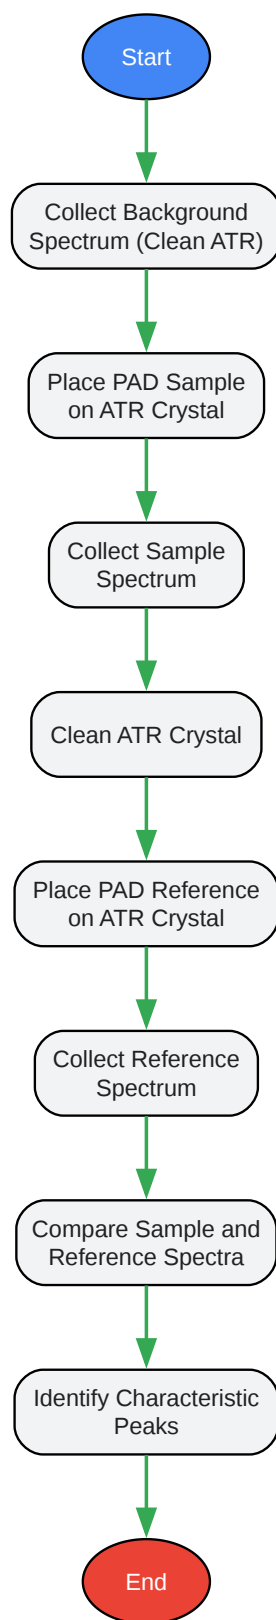 Start
Collect Background
Spectrum (Clean ATR)
Place PAD Sample
on ATR Crystal
Collect Sample
Spectrum
Clean ATR Crystal
Place PAD Reference
on ATR Crystal
Collect Reference
Spectrum
Compare Sample and
Reference Spectra
Identify Characteristic
Peaks
End